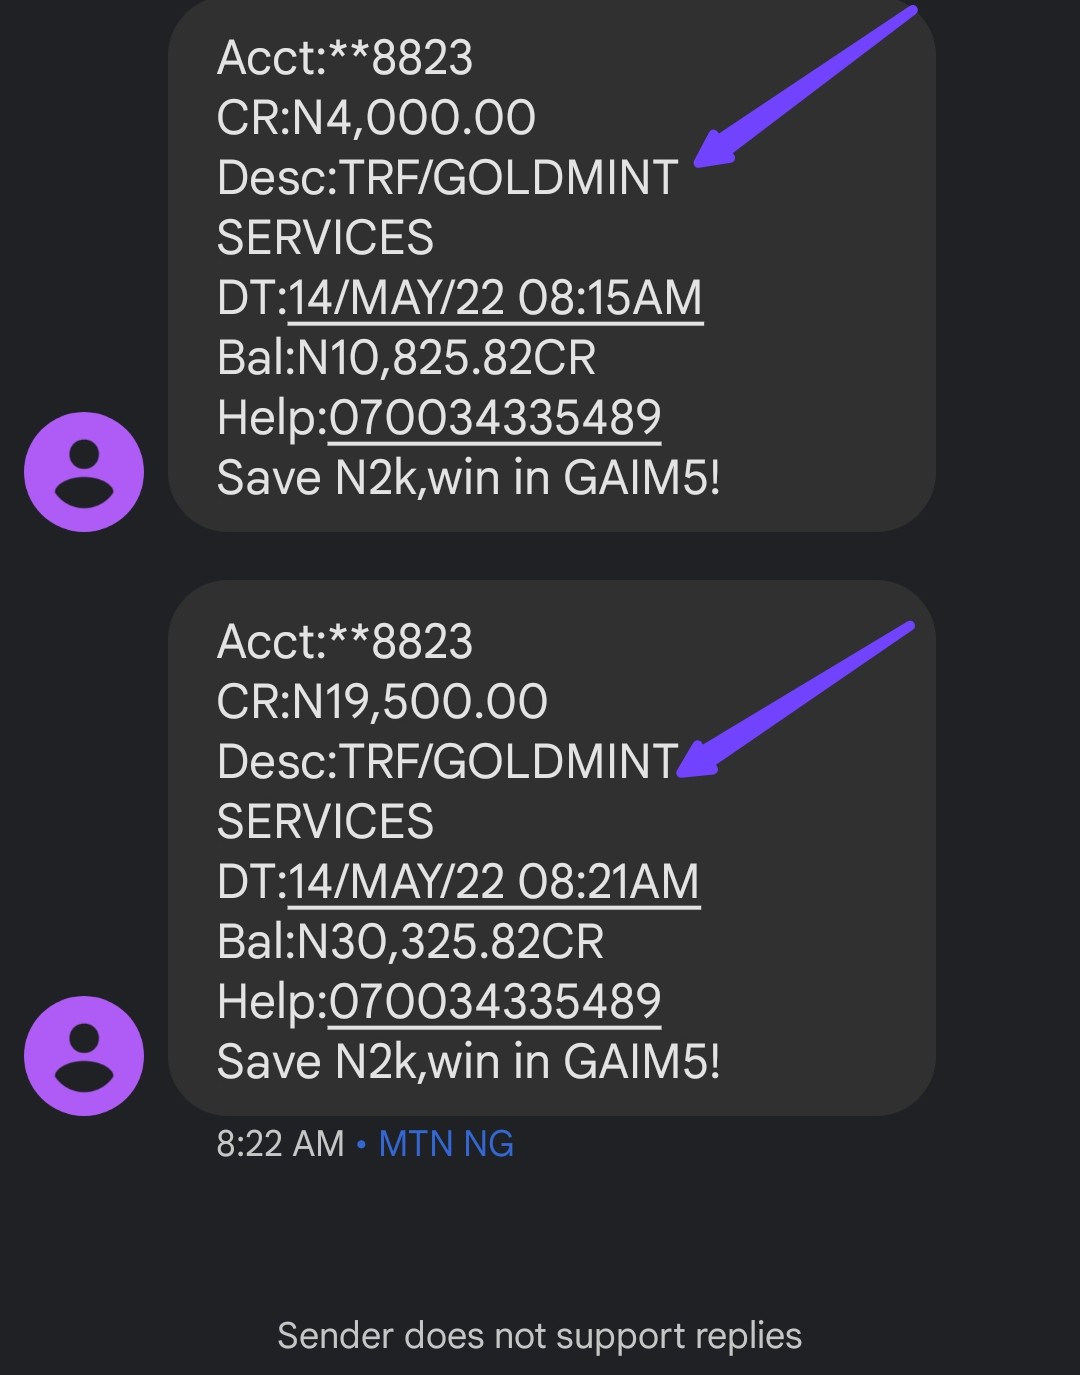 Acct:**8823
CR:N4,000.00
Desc:TRF/GOLDMINT
SERVICES
DT:14/MAY/22 08:15AM
Bal:N10,825.82CR
Help:070034335489
Save N2k,win in GAIM5!
Acct:**8823
CR:N19,500.00
Desc:TRF/GOLDMINT
SERVICES
DT:14/MAY/22 08:21AM
Bal:N30,325.82CR
Help:070034335489
Save N2k,win in GAIM5!
8:22 AM • MTN NG
Sender does not support replies